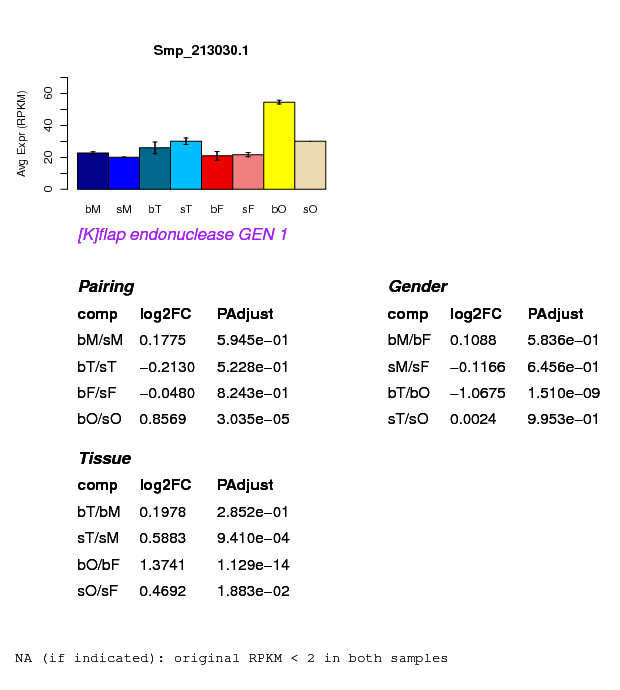 Smp_213030.1
Avg Expr (RPKM)
60
40
20
0
bM sM bT sT bF sF bO sO
[K]flap endonuclease GEN 1
Pairing
comp log2FC PAdjust
bM/sM 0.1775 5.945e−01
bT/sT −0.2130 5.228e−01
bF/sF −0.0480 8.243e−01
bO/sO 0.8569 3.035e−05
Gender
comp log2FC PAdjust
bM/bF 0.1088 5.836e−01
sM/sF −0.1166 6.456e−01
bT/bO −1.0675 1.510e−09
sT/sO 0.0024 9.953e−01
Tissue
comp log2FC PAdjust
bT/bM 0.1978 2.852e−01
sT/sM 0.5883 9.410e−04
bO/bF 1.3741 1.129e−14
sO/sF 0.4692 1.883e−02
NA (if indicated): original RPKM < 2 in both samples